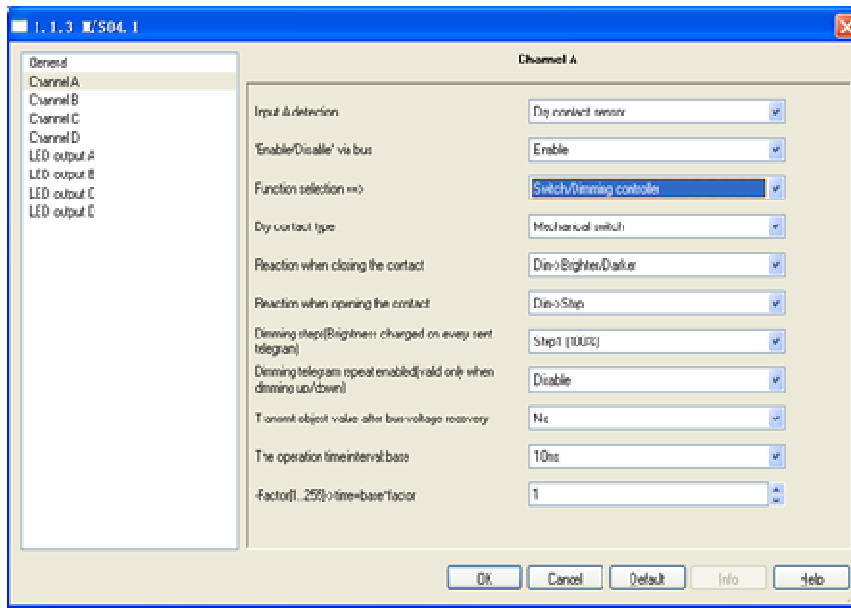 1.1.3
Channel A
General
Channel A
Channel B
Channel C
Channel D
LED output A
LED output B
LED output C
LED output D
Input A detection
Dry contact sensor
'Enable/Disable' via bus
Enable
Function selection ==>
Switch/Dimming controller
Dry contact type
Mechanical switch
Reaction when closing the contact
Dim->Brighter/Darker
Reaction when opening the contact
Dim->Stop
Dimming steps(Brightness changed on every sent
telegram)
Step1 (100%)
Dimming telegram repeat enabled(valid only when
dimming up/down)
Disable
Transmit object value after bus voltage recovery
No
The operation time interval:base
10ms
-Factor[1...255]->time=base*factor
1
OK
Cancel
Default
Info
Help